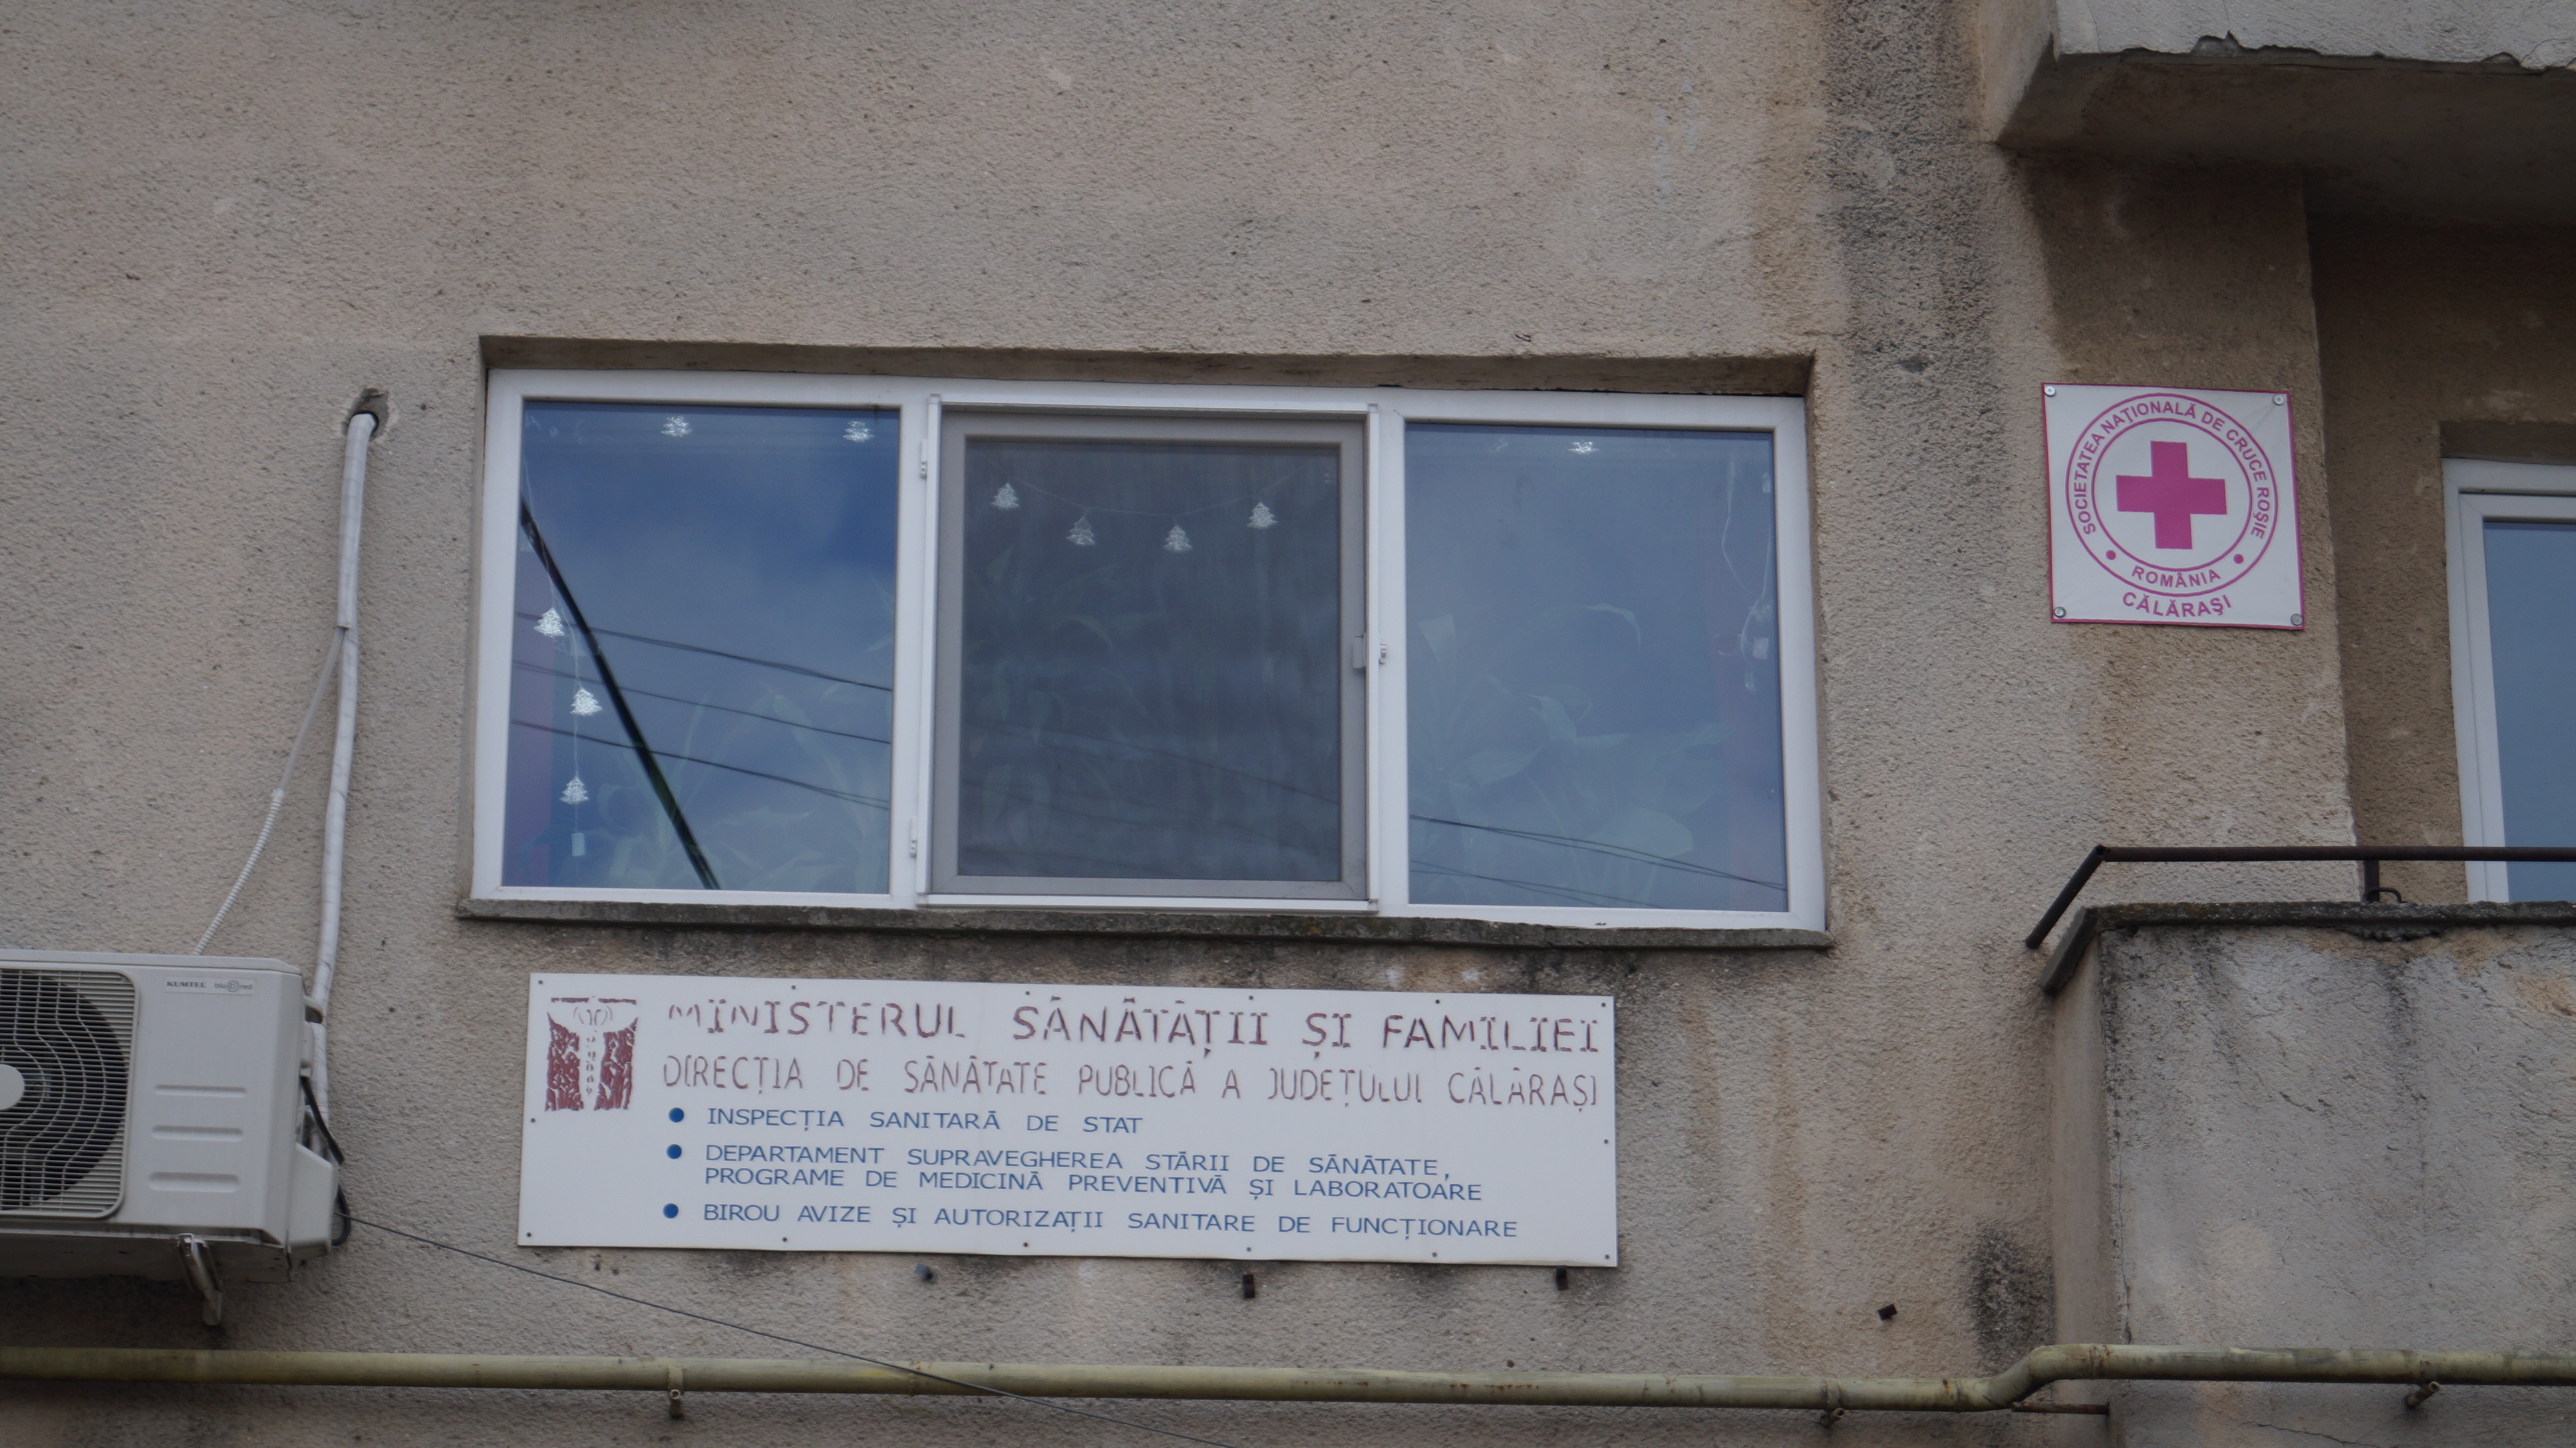 SOCIETATEA NAȚIONALĂ DE CRUCE ROȘIE
ROMÂNIA
CĂLĂRAȘI
KUMTEL
MINISTERUL SĂNĂTĂȚII ȘI FAMILIEI
DIRECȚIA DE SĂNĂTATE PUBLICĂ A JUDEȚULUI CĂLĂRAȘI
● INSPECȚIA SANITARĂ DE STAT
● DEPARTAMENT SUPRAVEGHEREA STĂRII DE SĂNĂTATE,
PROGRAME DE MEDICINĂ PREVENTIVĂ ȘI LABORATOARE
● BIROU AVIZE ȘI AUTORIZAȚII SANITARE DE FUNCȚIONARE